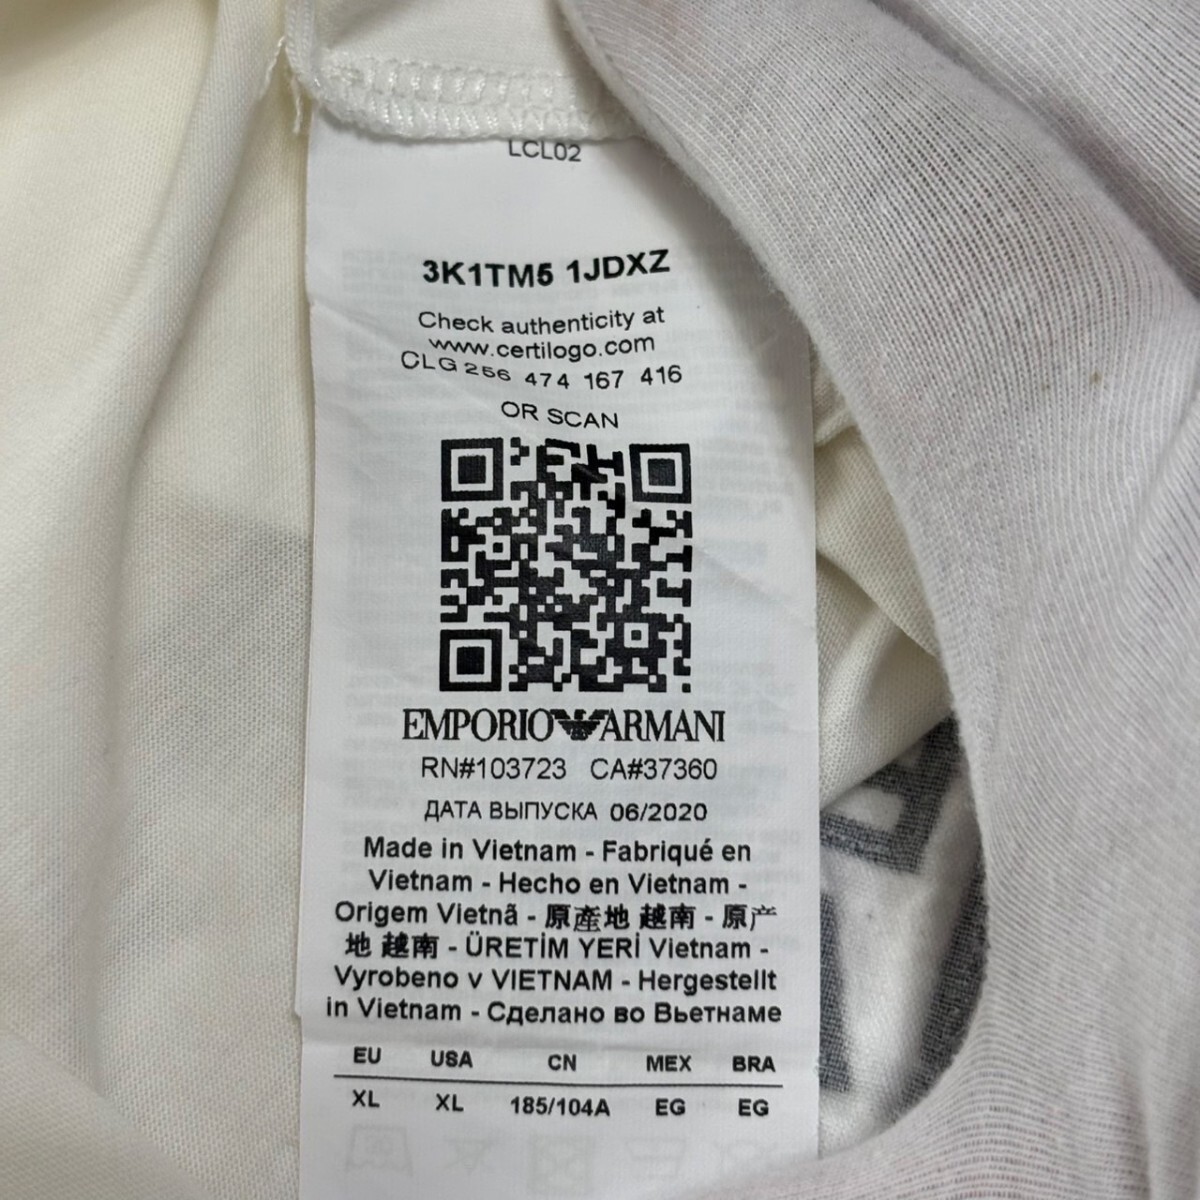 LCL02
3K1TM5 1JDXZ
Check authenticity at
www.certilogo.com
CLG 256 474 167 416
OR SCAN
EMPORIO ARMANI
RN#103723 CA#37360
ДАТА ВЫПУСКА 06/2020
Made in Vietnam - Fabriqué en
Vietnam - Hecho en Vietnam -
Origem Vietnã - 原產地 越南 - 原产
地 越南 - ÜRETİM YERİ Vietnam -
Vyrobeno v VIETNAM - Hergestellt
in Vietnam - Сделано во Вьетнаме
EU USA CN MEX BRA
XL XL 185/104A EG EG